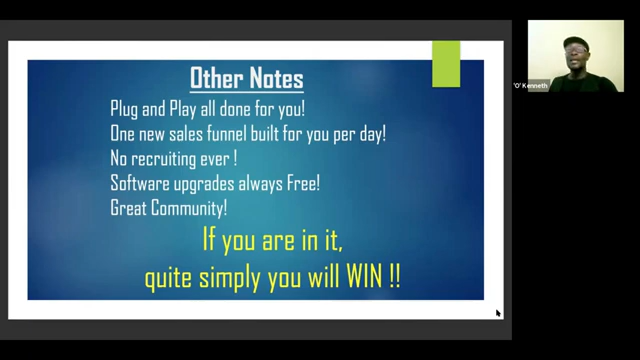 Other Notes
Plug and Play all done for you!
One new sales funnel built for you per day!
No recruiting ever !
Software upgrades always Free!
Great Community!
If you are in it,
quite simply you will WIN !!
'O' Kenneth